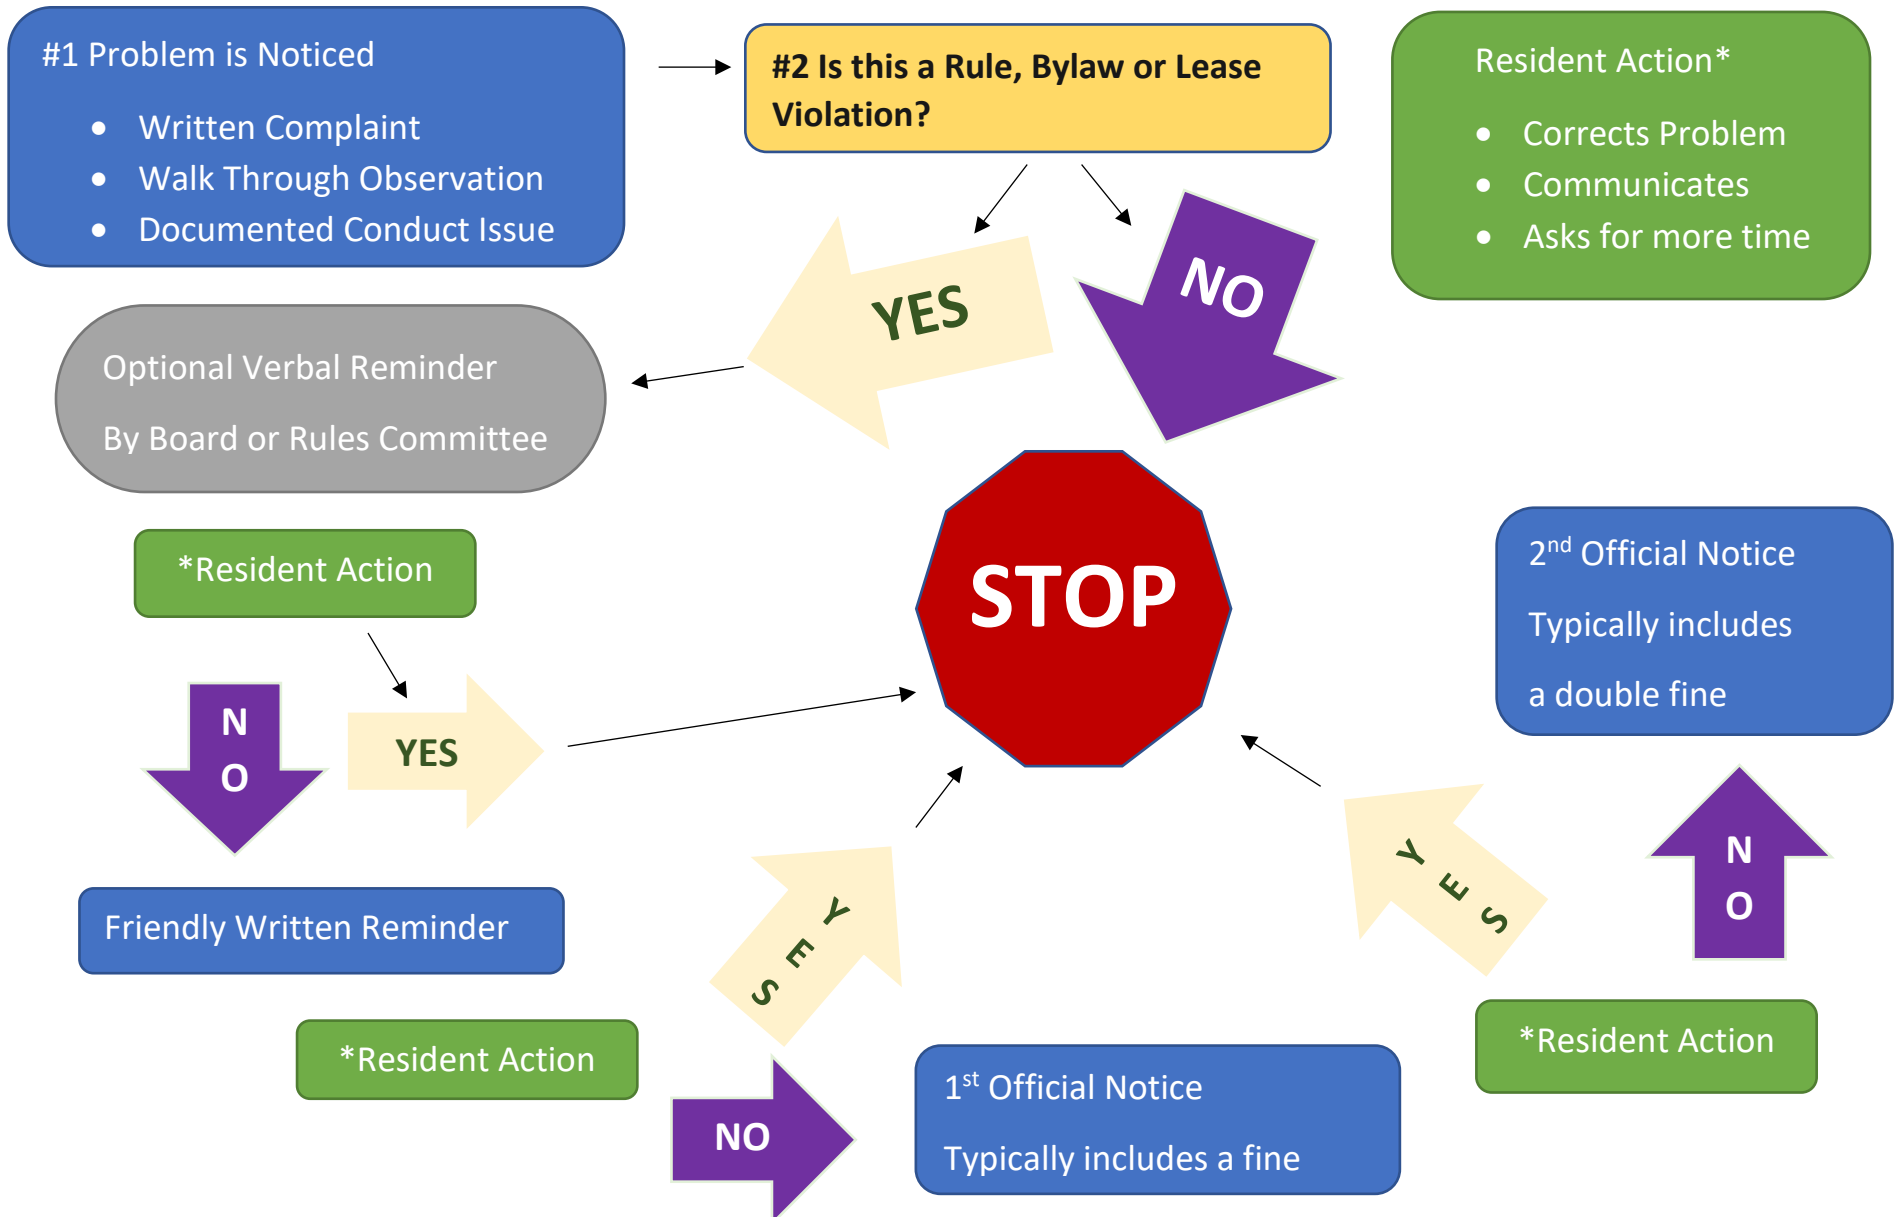 #1 Problem is Noticed
• Written Complaint
• Walk Through Observation
• Documented Conduct Issue
#2 Is this a Rule, Bylaw or Lease
Violation?
Resident Action*
• Corrects Problem
• Communicates
• Asks for more time
YES
NO
Optional Verbal Reminder
By Board or Rules Committee
STOP
*Resident Action
N
O
YES
Friendly Written Reminder
*Resident Action
YES
NO
1st Official Notice
Typically includes a fine
*Resident Action
YES
N
O
2nd Official Notice
Typically includes
a double fine